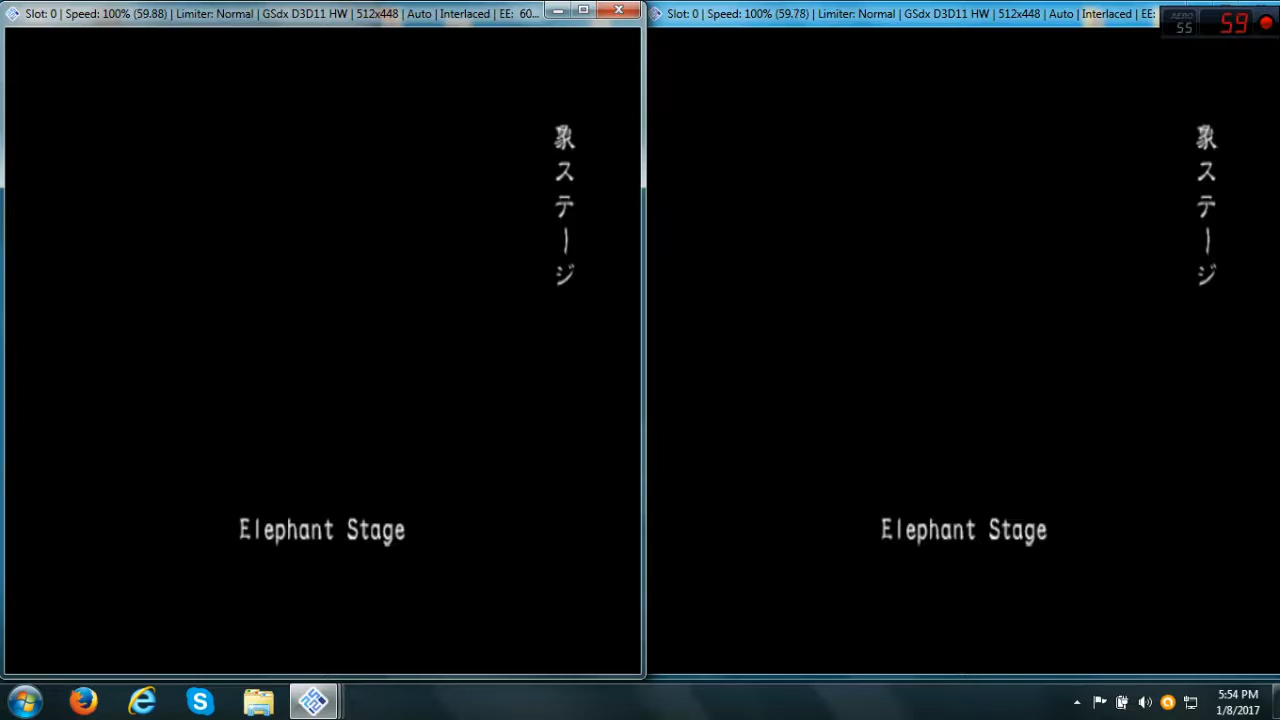 Slot: 0 | Speed: 100% (59.88) | Limiter: Normal | GSdx D3D11 HW | 512x448 | Auto | Interlaced | EE: 60...
Slot: 0 | Speed: 100% (59.78) | Limiter: Normal | GSdx D3D11 HW | 512x448 | Auto | Interlaced | EE:
AERO
55
59
象ステージ
Elephant Stage
象ステージ
Elephant Stage
5:54 PM
1/8/2017